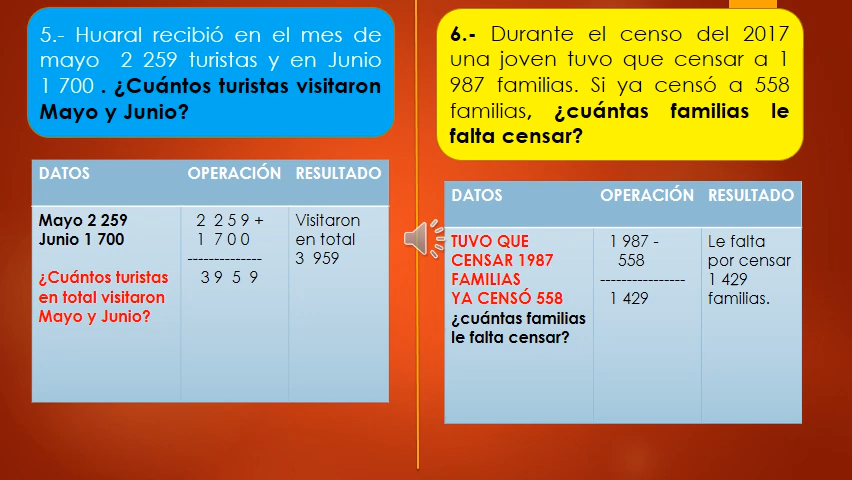 5.- Huaral recibió en el mes de
mayo 2 259 turistas y en Junio
1 700 . ¿Cuántos turistas visitaron
Mayo y Junio?
DATOS OPERACIÓN RESULTADO
Mayo 2 259
Junio 1 700
¿Cuántos turistas
en total visitaron
Mayo y Junio?
2 2 5 9 +
1 7 0 0
--------------
3 9 5 9
Visitaron
en total
3 959
6.- Durante el censo del 2017
una joven tuvo que censar a 1
987 familias. Si ya censó a 558
familias, ¿cuántas familias le
falta censar?
DATOS OPERACIÓN RESULTADO
TUVO QUE
CENSAR 1987
FAMILIAS
YA CENSÓ 558
¿cuántas familias
le falta censar?
1 987 -
558
----------------
1 429
Le falta
por censar
1 429
familias.